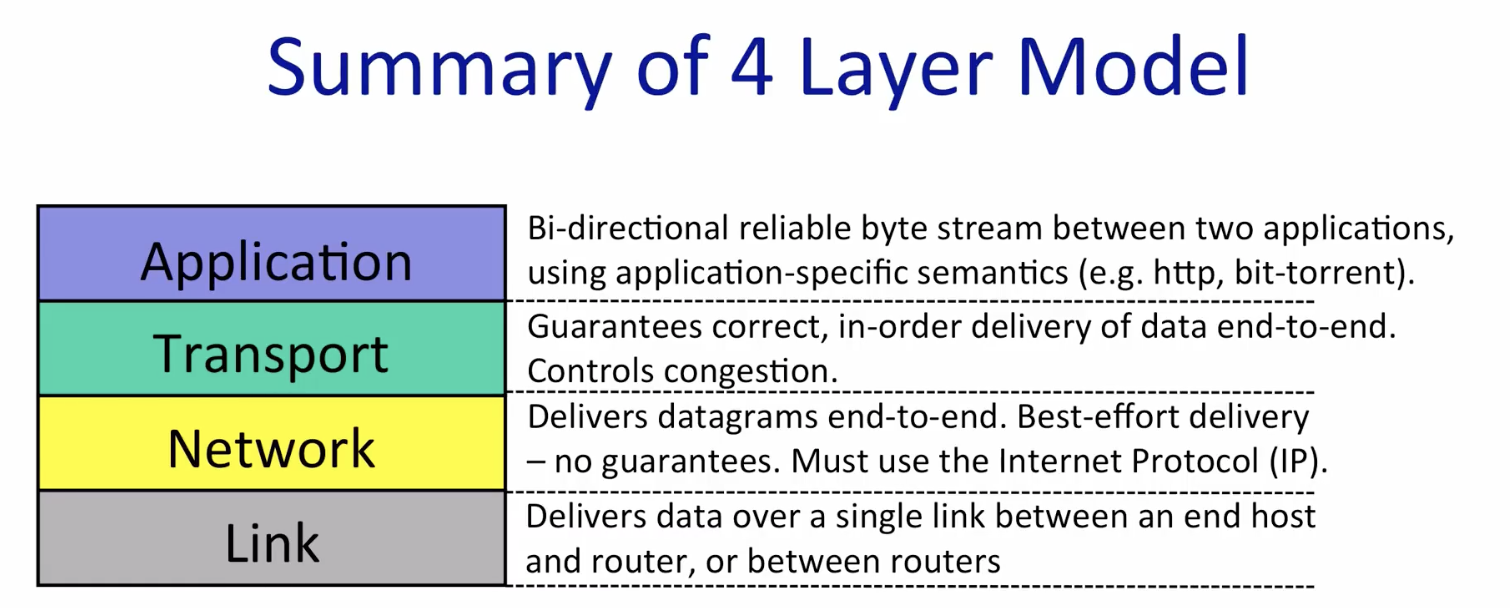 Summary of 4 Layer Model
Application
Bi-directional reliable byte stream between two applications,
using application-specific semantics (e.g. http, bit-torrent).
Transport
Guarantees correct, in-order delivery of data end-to-end.
Controls congestion.
Network
Delivers datagrams end-to-end. Best-effort delivery
– no guarantees. Must use the Internet Protocol (IP).
Link
Delivers data over a single link between an end host
and router, or between routers